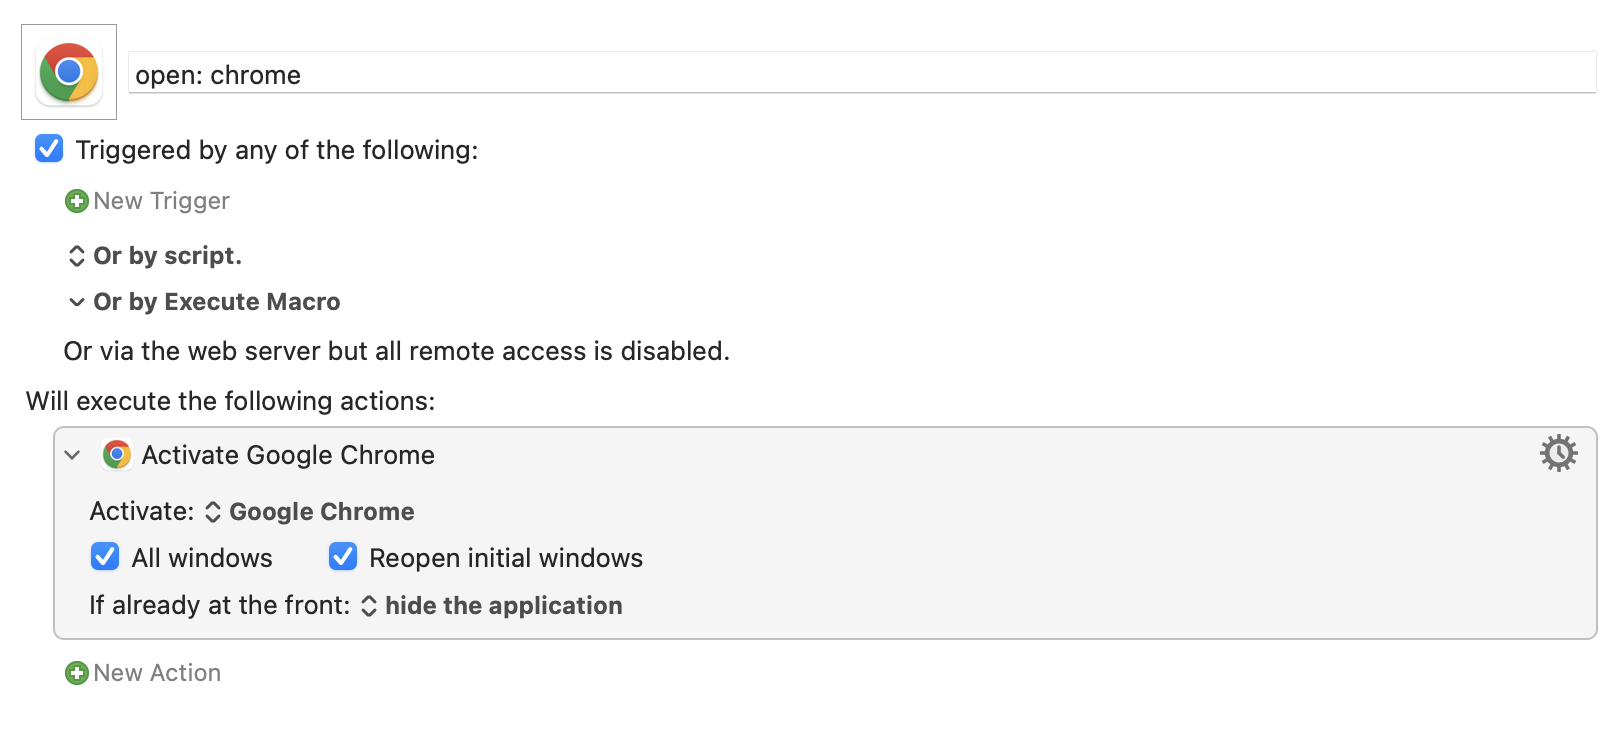 open: chrome
Triggered by any of the following:
New Trigger
Or by script.
Or by Execute Macro
Or via the web server but all remote access is disabled.
Will execute the following actions:
Activate Google Chrome
Activate: Google Chrome
All windows Reopen initial windows
If already at the front: hide the application
New Action